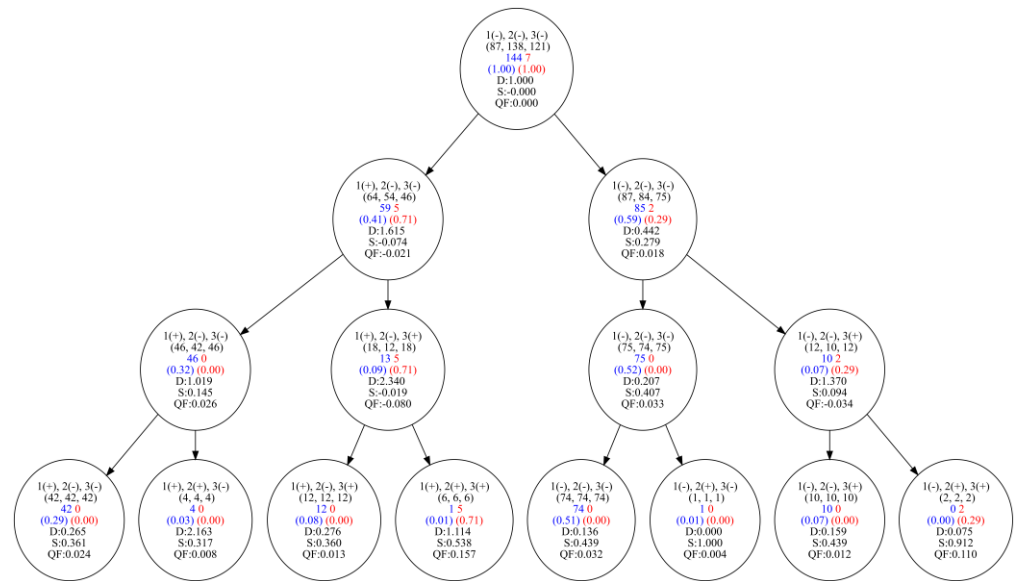 1(-), 2(-), 3(-)
(87, 138, 121)
144 7
(1.00) (1.00)
D:1.000
S:-0.000
QF:0.000
1(+), 2(-), 3(-)
(64, 54, 46)
59 5
(0.41) (0.71)
D:1.615
S:-0.074
QF:-0.021
1(-), 2(-), 3(-)
(87, 84, 75)
85 2
(0.59) (0.29)
D:0.442
S:0.279
QF:0.018
1(+), 2(-), 3(-)
(46, 42, 46)
46 0
(0.32) (0.00)
D:1.019
S:0.145
QF:0.026
1(+), 2(-), 3(+)
(18, 12, 18)
13 5
(0.09) (0.71)
D:2.340
S:-0.019
QF:-0.080
1(-), 2(-), 3(-)
(75, 74, 75)
75 0
(0.52) (0.00)
D:0.207
S:0.407
QF:0.033
1(-), 2(-), 3(+)
(12, 10, 12)
10 2
(0.07) (0.29)
D:1.370
S:0.094
QF:-0.034
1(+), 2(-), 3(-)
(42, 42, 42)
42 0
(0.29) (0.00)
D:0.265
S:0.361
QF:0.024
1(+), 2(+), 3(-)
(4, 4, 4)
4 0
(0.03) (0.00)
D:2.163
S:0.317
QF:0.008
1(+), 2(-), 3(+)
(12, 12, 12)
12 0
(0.08) (0.00)
D:0.276
S:0.360
QF:0.013
1(+), 2(+), 3(+)
(6, 6, 6)
1 5
(0.01) (0.71)
D:1.114
S:0.538
QF:0.157
1(-), 2(-), 3(-)
(74, 74, 74)
74 0
(0.51) (0.00)
D:0.136
S:0.439
QF:0.032
1(-), 2(+), 3(-)
(1, 1, 1)
1 0
(0.01) (0.00)
D:0.000
S:1.000
QF:0.004
1(-), 2(-), 3(+)
(10, 10, 10)
10 0
(0.07) (0.00)
D:0.159
S:0.439
QF:0.012
1(-), 2(+), 3(+)
(2, 2, 2)
0 2
(0.00) (0.29)
D:0.075
S:0.912
QF:0.110